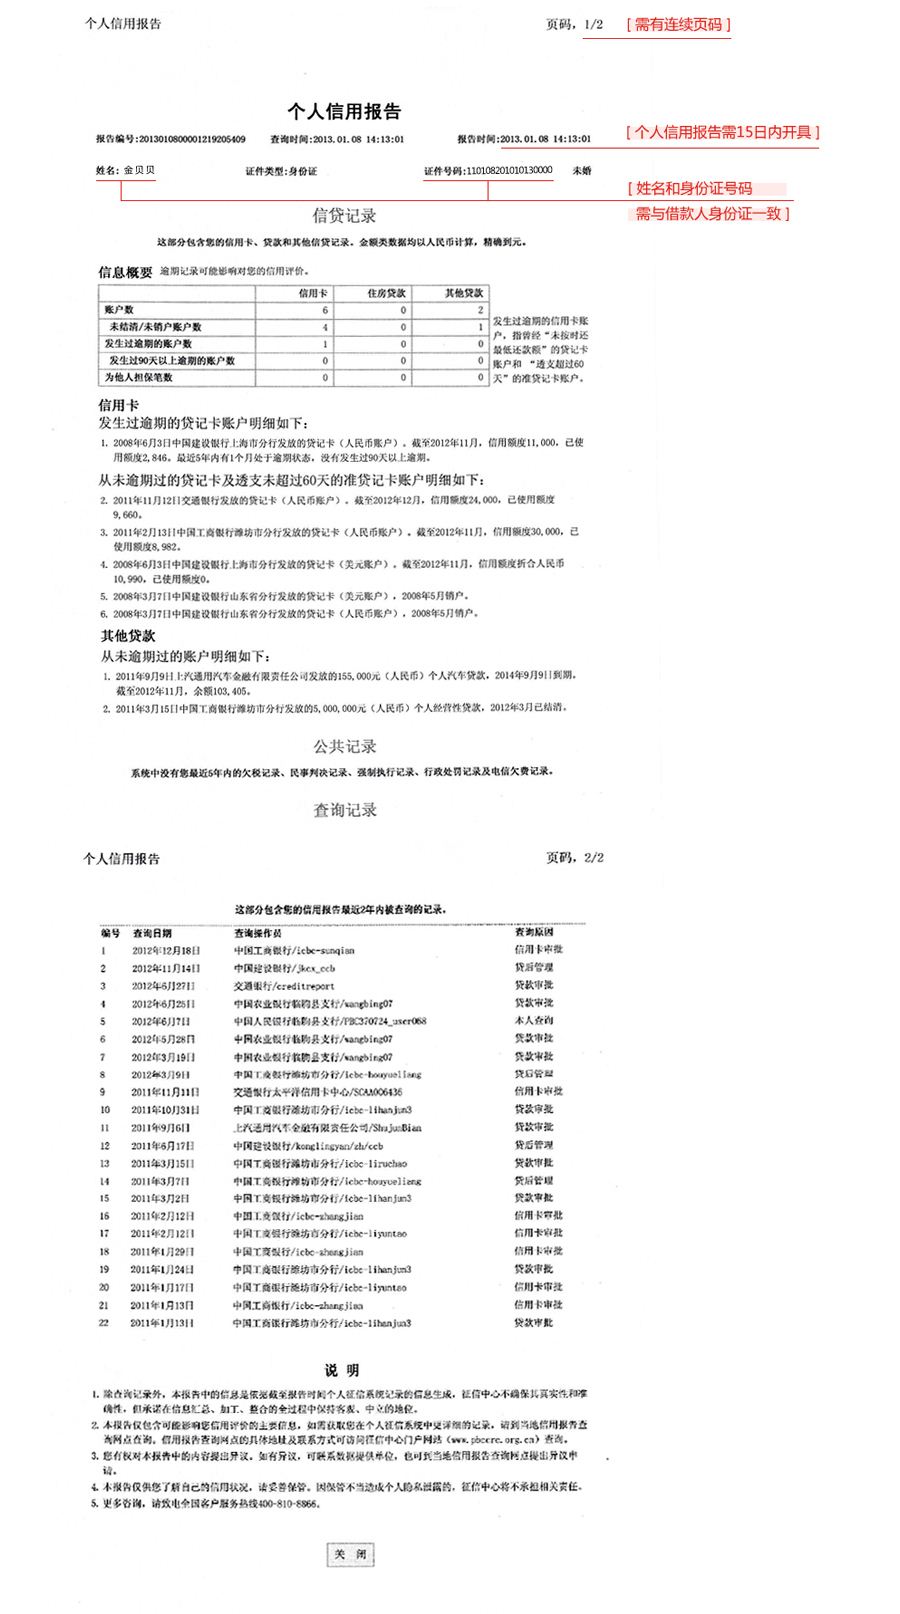 个人信用报告
页码，1/2
[ 需有连续页码 ]
个人信用报告
报告编号:2013010800001219205409 查询时间:2013.01.08 14:13:01 报告时间:2013.01.08 14:13:01
[ 个人信用报告需15日内开具 ]
姓名: 金贝贝 证件类型:身份证 证件号码:110108201010130000 未婚
[ 姓名和身份证号码
需与借款人身份证一致 ]
信贷记录
这部分包含您的信用卡、贷款和其他信贷记录。金额类数据均以人民币计算，精确到元。
信息概要 逾期记录可能影响对您的信用评价。
信用卡 住房贷款 其他贷款
账户数 6 0 2
未结清/未销户账户数 4 0 1
发生过逾期的账户数 1 0 0
发生过90天以上逾期的账户数 0 0 0
为他人担保笔数 0 0 0
发生过逾期的信用卡账
户，指曾经“未按时还
最低还款额”的贷记卡
账户和 “透支超过60
天”的准贷记卡账户。
信用卡
发生过逾期的贷记卡账户明细如下：
1. 2008年6月3日中国建设银行上海市分行发放的贷记卡（人民币账户）。截至2012年11月，信用额度11,000，已使
用额度2,846。最近5年内有1个月处于逾期状态，没有发生过90天以上逾期。
从未逾期过的贷记卡及透支未超过60天的准贷记卡账户明细如下：
2. 2011年11月12日交通银行发放的贷记卡（人民币账户）。截至2012年12月，信用额度24,000，已使用额度
9,660。
3. 2011年2月13日中国工商银行潍坊市分行发放的贷记卡（人民币账户）。截至2012年11月，信用额度30,000，已
使用额度8,982。
4. 2008年6月3日中国建设银行上海市分行发放的贷记卡（美元账户）。截至2012年11月，信用额度折合人民币
10,990，已使用额度0。
5. 2008年3月7日中国建设银行山东省分行发放的贷记卡（美元账户），2008年5月销户。
6. 2008年3月7日中国建设银行山东省分行发放的贷记卡（人民币账户），2008年5月销户。
其他贷款
从未逾期过的账户明细如下：
1. 2011年9月9日上汽通用汽车金融有限责任公司发放的155,000元（人民币）个人汽车贷款，2014年9月9日到期。
截至2012年11月，余额103,405。
2. 2011年3月15日中国工商银行潍坊市分行发放的5,000,000元（人民币）个人经营性贷款，2012年3月已结清。
公共记录
系统中没有您最近5年内的欠税记录、民事判决记录、强制执行记录、行政处罚记录及电信欠费记录。
查询记录
个人信用报告
页码，2/2
这部分包含您的信用报告最近2年内被查询的记录。
编号 查询日期 查询操作员 查询原因
1 2012年12月18日 中国工商银行/icbc-sunqian 信用卡审批
2 2012年11月14日 中国建设银行/jkcx_ccb 贷后管理
3 2012年6月27日 交通银行/creditreport 贷款审批
4 2012年6月25日 中国农业银行临朐县支行/wangbing07 贷款审批
5 2012年6月7日 中国人民银行临朐县支行/PBC370724_user068 本人查询
6 2012年5月28日 中国农业银行临朐县支行/wangbing07 贷款审批
7 2012年3月19日 中国农业银行临朐县支行/wangbing07 贷款审批
8 2012年3月9日 中国工商银行潍坊市分行/icbc-houyueliang 贷后管理
9 2011年11月11日 交通银行太平洋信用卡中心/SCAA006436 信用卡审批
10 2011年10月31日 中国工商银行潍坊市分行/icbc-lihanjun3 贷款审批
11 2011年9月6日 上汽通用汽车金融有限责任公司/ShujunBian 贷款审批
12 2011年6月17日 中国建设银行/konglingyan/zh/ccb 贷后管理
13 2011年3月15日 中国工商银行潍坊市分行/icbc-liruchao 贷款审批
14 2011年3月7日 中国工商银行潍坊市分行/icbc-houyueliang 贷后管理
15 2011年3月2日 中国工商银行潍坊市分行/icbc-lihanjun3 贷款审批
16 2011年2月12日 中国工商银行/icbc-zhangjian 信用卡审批
17 2011年2月12日 中国工商银行潍坊市分行/icbc-liyuntao 信用卡审批
18 2011年1月29日 中国工商银行/icbc-zhangjian 信用卡审批
19 2011年1月24日 中国工商银行潍坊市分行/icbc-lihanjun3 贷款审批
20 2011年1月17日 中国工商银行潍坊市分行/icbc-liyuntao 信用卡审批
21 2011年1月13日 中国工商银行/icbc-zhangjian 信用卡审批
22 2011年1月13日 中国工商银行潍坊市分行/icbc-lihanjun3 贷款审批
说 明
1. 除查询记录外，本报告中的信息是依据截至报告时间个人征信系统记录的信息生成，征信中心不确保其真实性和准
确性，但承诺在信息汇总、加工、整合的全过程中保持客观、中立的地位。
2. 本报告仅包含可能影响您信用评价的主要信息，如需获取您在个人征信系统中更详细的记录，请到当地信用报告查
询网点查询。信用报告查询网点的具体地址及联系方式可访问征信中心门户网站（www.pbccrc.org.cn）查询。
3. 您有权对本报告中的内容提出异议，如有异议，可联系数据提供单位，也可到当地信用报告查询网点提出异议申
请。
4. 本报告仅供您了解自己的信用状况，请妥善保管。因保管不当造成个人隐私泄露的，征信中心将不承担相关责任。
5. 更多咨询，请致电全国客户服务热线400-810-8866。
关 闭